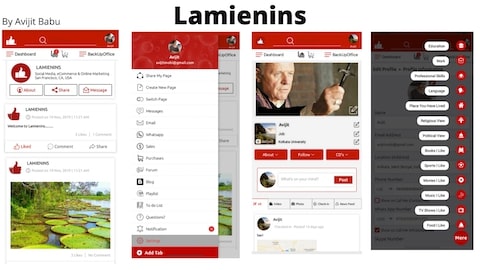 Lamienins
By Avijit Babu
Dashboard
BackUpOffice
LAMIENINS
Social Media, eCommerce & Online Marketing
San Francisco, CA, USA
About
Share
Message
LAMIENINS
Welcome to Lamienins
Liked
Comment
Share
LAMIENINS
Avijit
Share My Page
Create New Page
Switch Page
Messages
Email
Whatsapp
Sales
Purchases
Forum
Blog
Playlist
To do List
Questions?
Notification
Settings
Add Tab
Dashboard
BackUpOffice
Avijit
Kolkata University
About
Follow
CD's
What's on your mind?
Post
All
Video
Photo
Check in
News Feed
Avijit
Education
Work
Professional Skills
Language
Place You Have Lived
Religious View
Political View
Books I Like
Sports I Like
Movies I like
Music I Like
TV Shows I Like
Food I Like
More